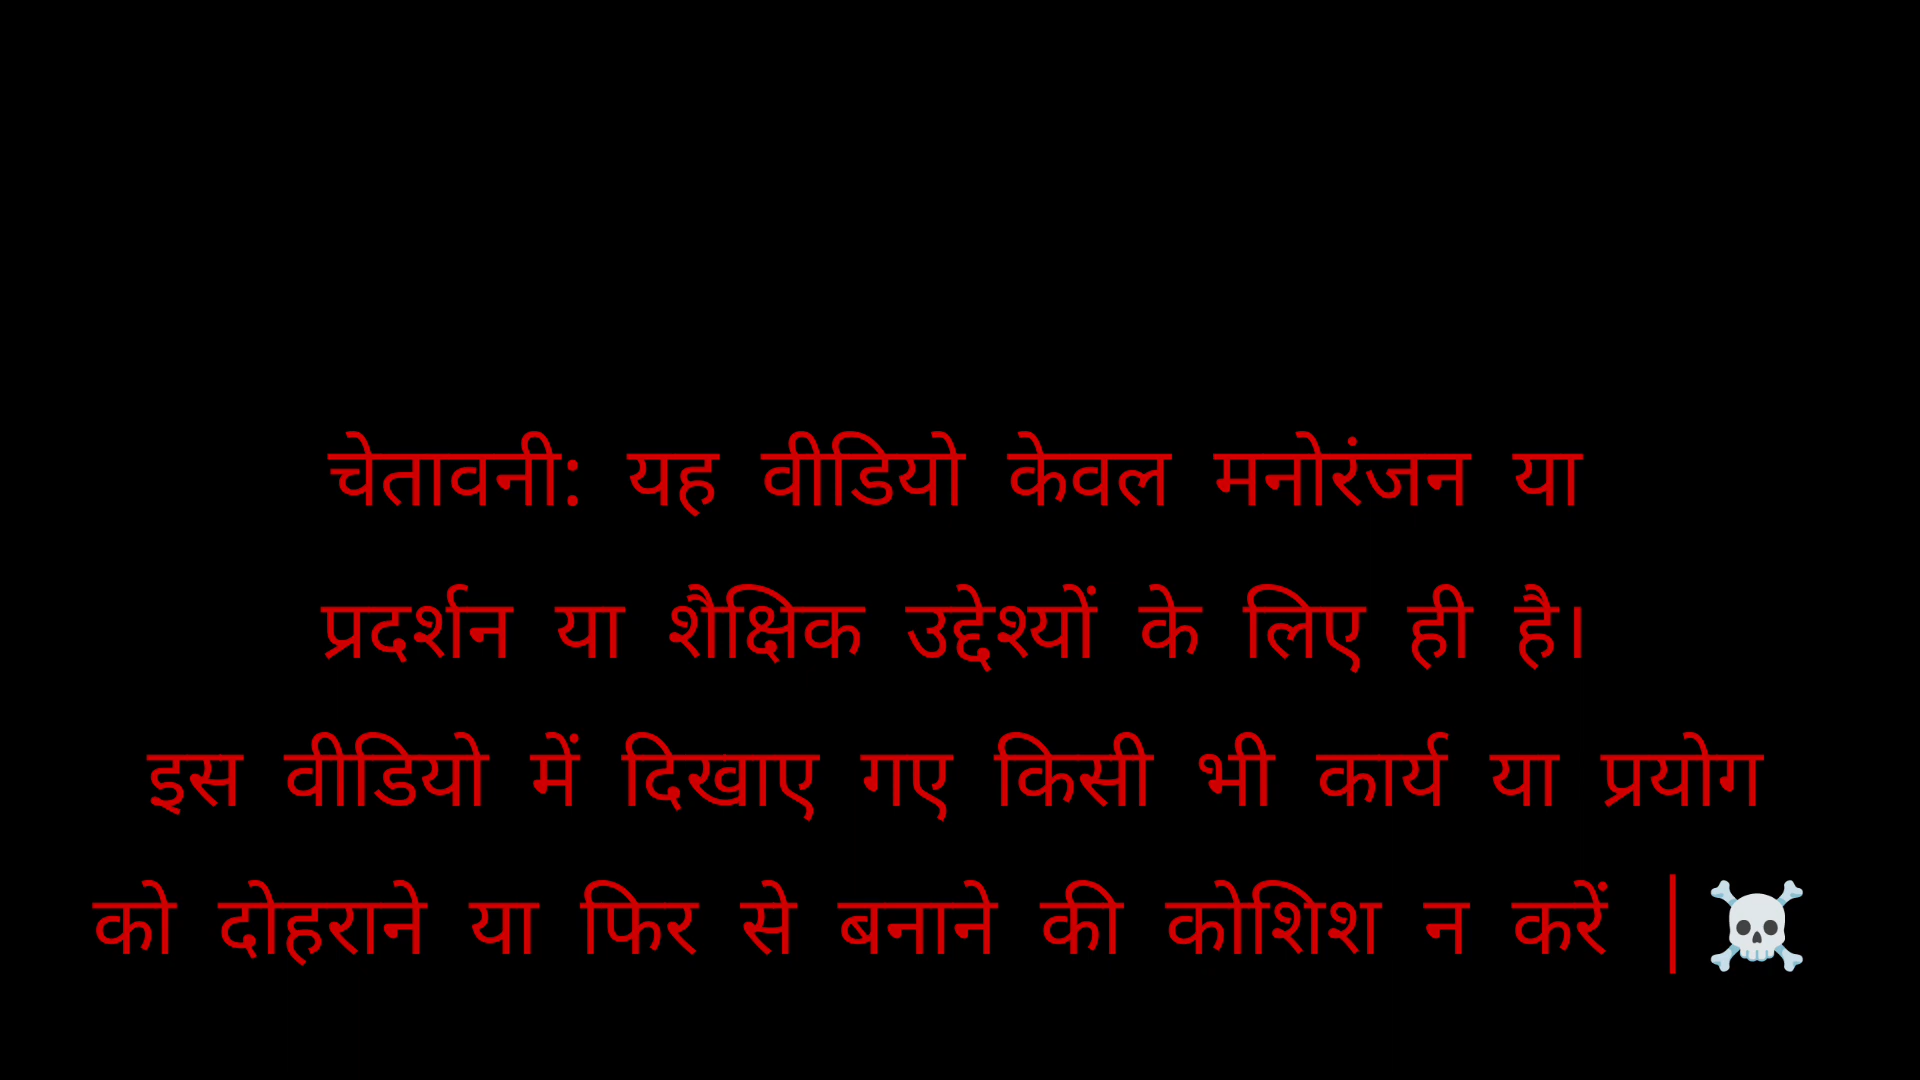 चेतावनी: यह वीडियो केवल मनोरंजन या
प्रदर्शन या शैक्षिक उद्देश्यों के लिए ही है।
इस वीडियो में दिखाए गए किसी भी कार्य या प्रयोग
को दोहराने या फिर से बनाने की कोशिश न करें |☠️